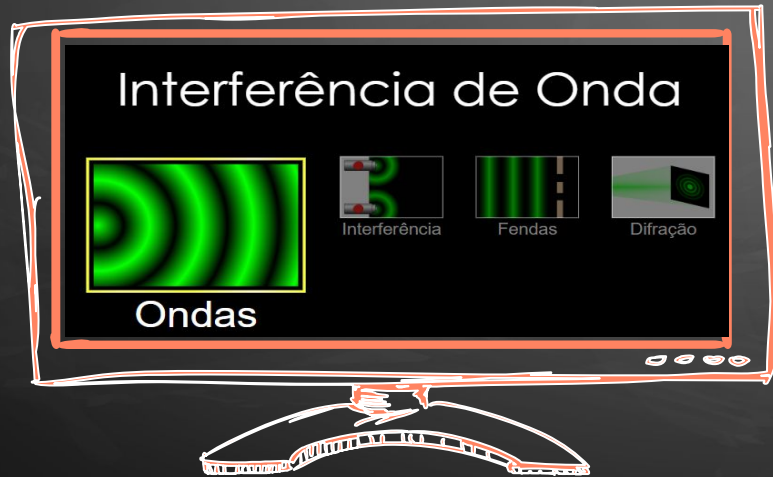 Interferência de Onda
Interferência
Fendas
Difração
Ondas